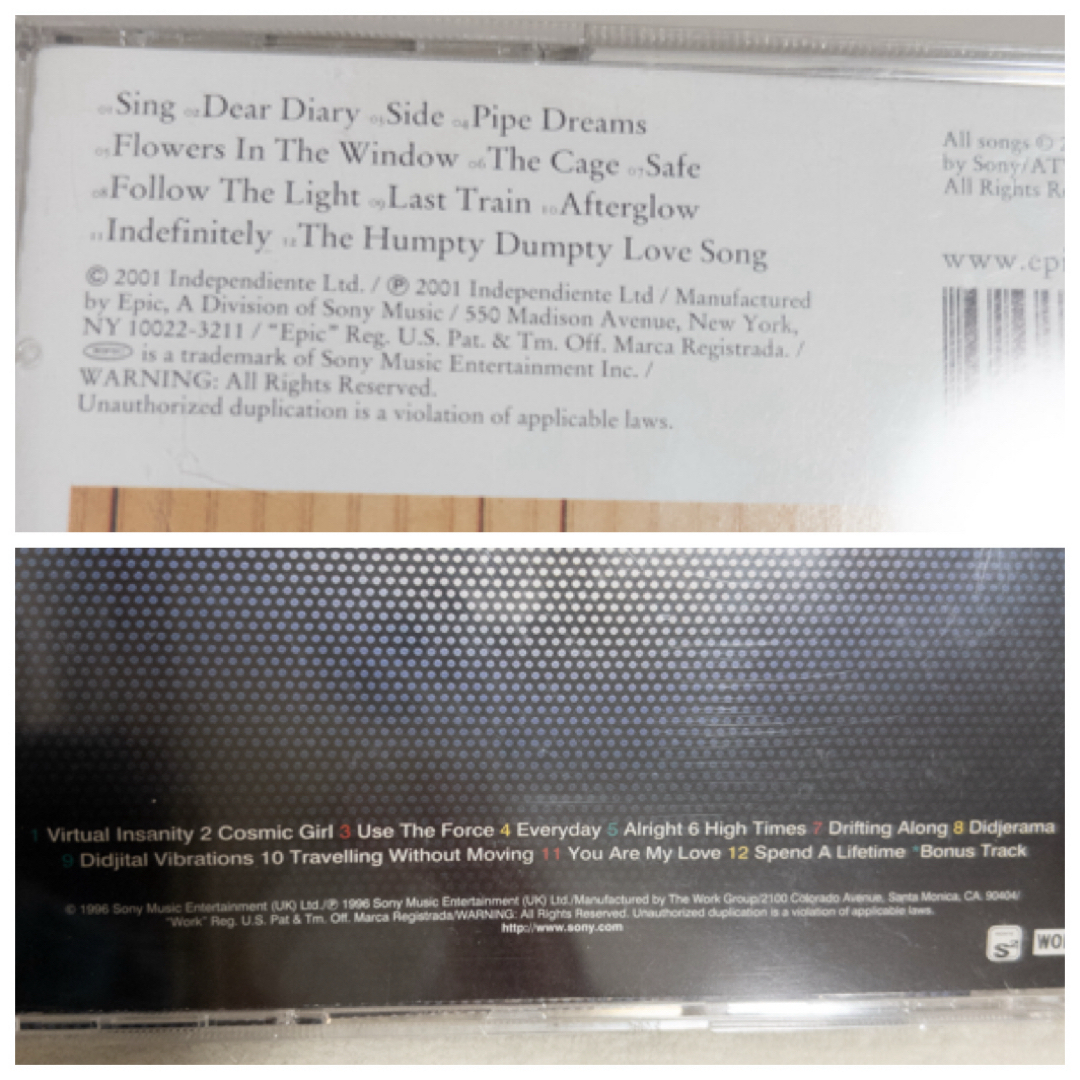 01 Sing 02 Dear Diary 03 Side 04 Pipe Dreams
05 Flowers In The Window 06 The Cage 07 Safe
08 Follow The Light 09 Last Train 10 Afterglow
11 Indefinitely 12 The Humpty Dumpty Love Song
© 2001 Independiente Ltd. / ℗ 2001 Independiente Ltd / Manufactured
by Epic, A Division of Sony Music / 550 Madison Avenue, New York,
NY 10022-3211 / "Epic" Reg. U.S. Pat. & Tm. Off. Marca Registrada. /
is a trademark of Sony Music Entertainment Inc. /
WARNING: All Rights Reserved.
Unauthorized duplication is a violation of applicable laws.
All songs ©
by Sony/AT
All Rights R
www.ep
1 Virtual Insanity 2 Cosmic Girl 3 Use The Force 4 Everyday 5 Alright 6 High Times 7 Drifting Along 8 Didjerama
9 Didjital Vibrations 10 Travelling Without Moving 11 You Are My Love 12 Spend A Lifetime *Bonus Track
© 1996 Sony Music Entertainment (UK) Ltd./℗ 1996 Sony Music Entertainment (UK) Ltd./Manufactured by The Work Group/2100 Colorado Avenue, Santa Monica, CA. 90404/
"Work" Reg. U.S. Pat & Tm. Off. Marca Registrada/WARNING: All Rights Reserved. Unauthorized duplication is a violation of applicable laws.
http://www.sony.com
S2 WO